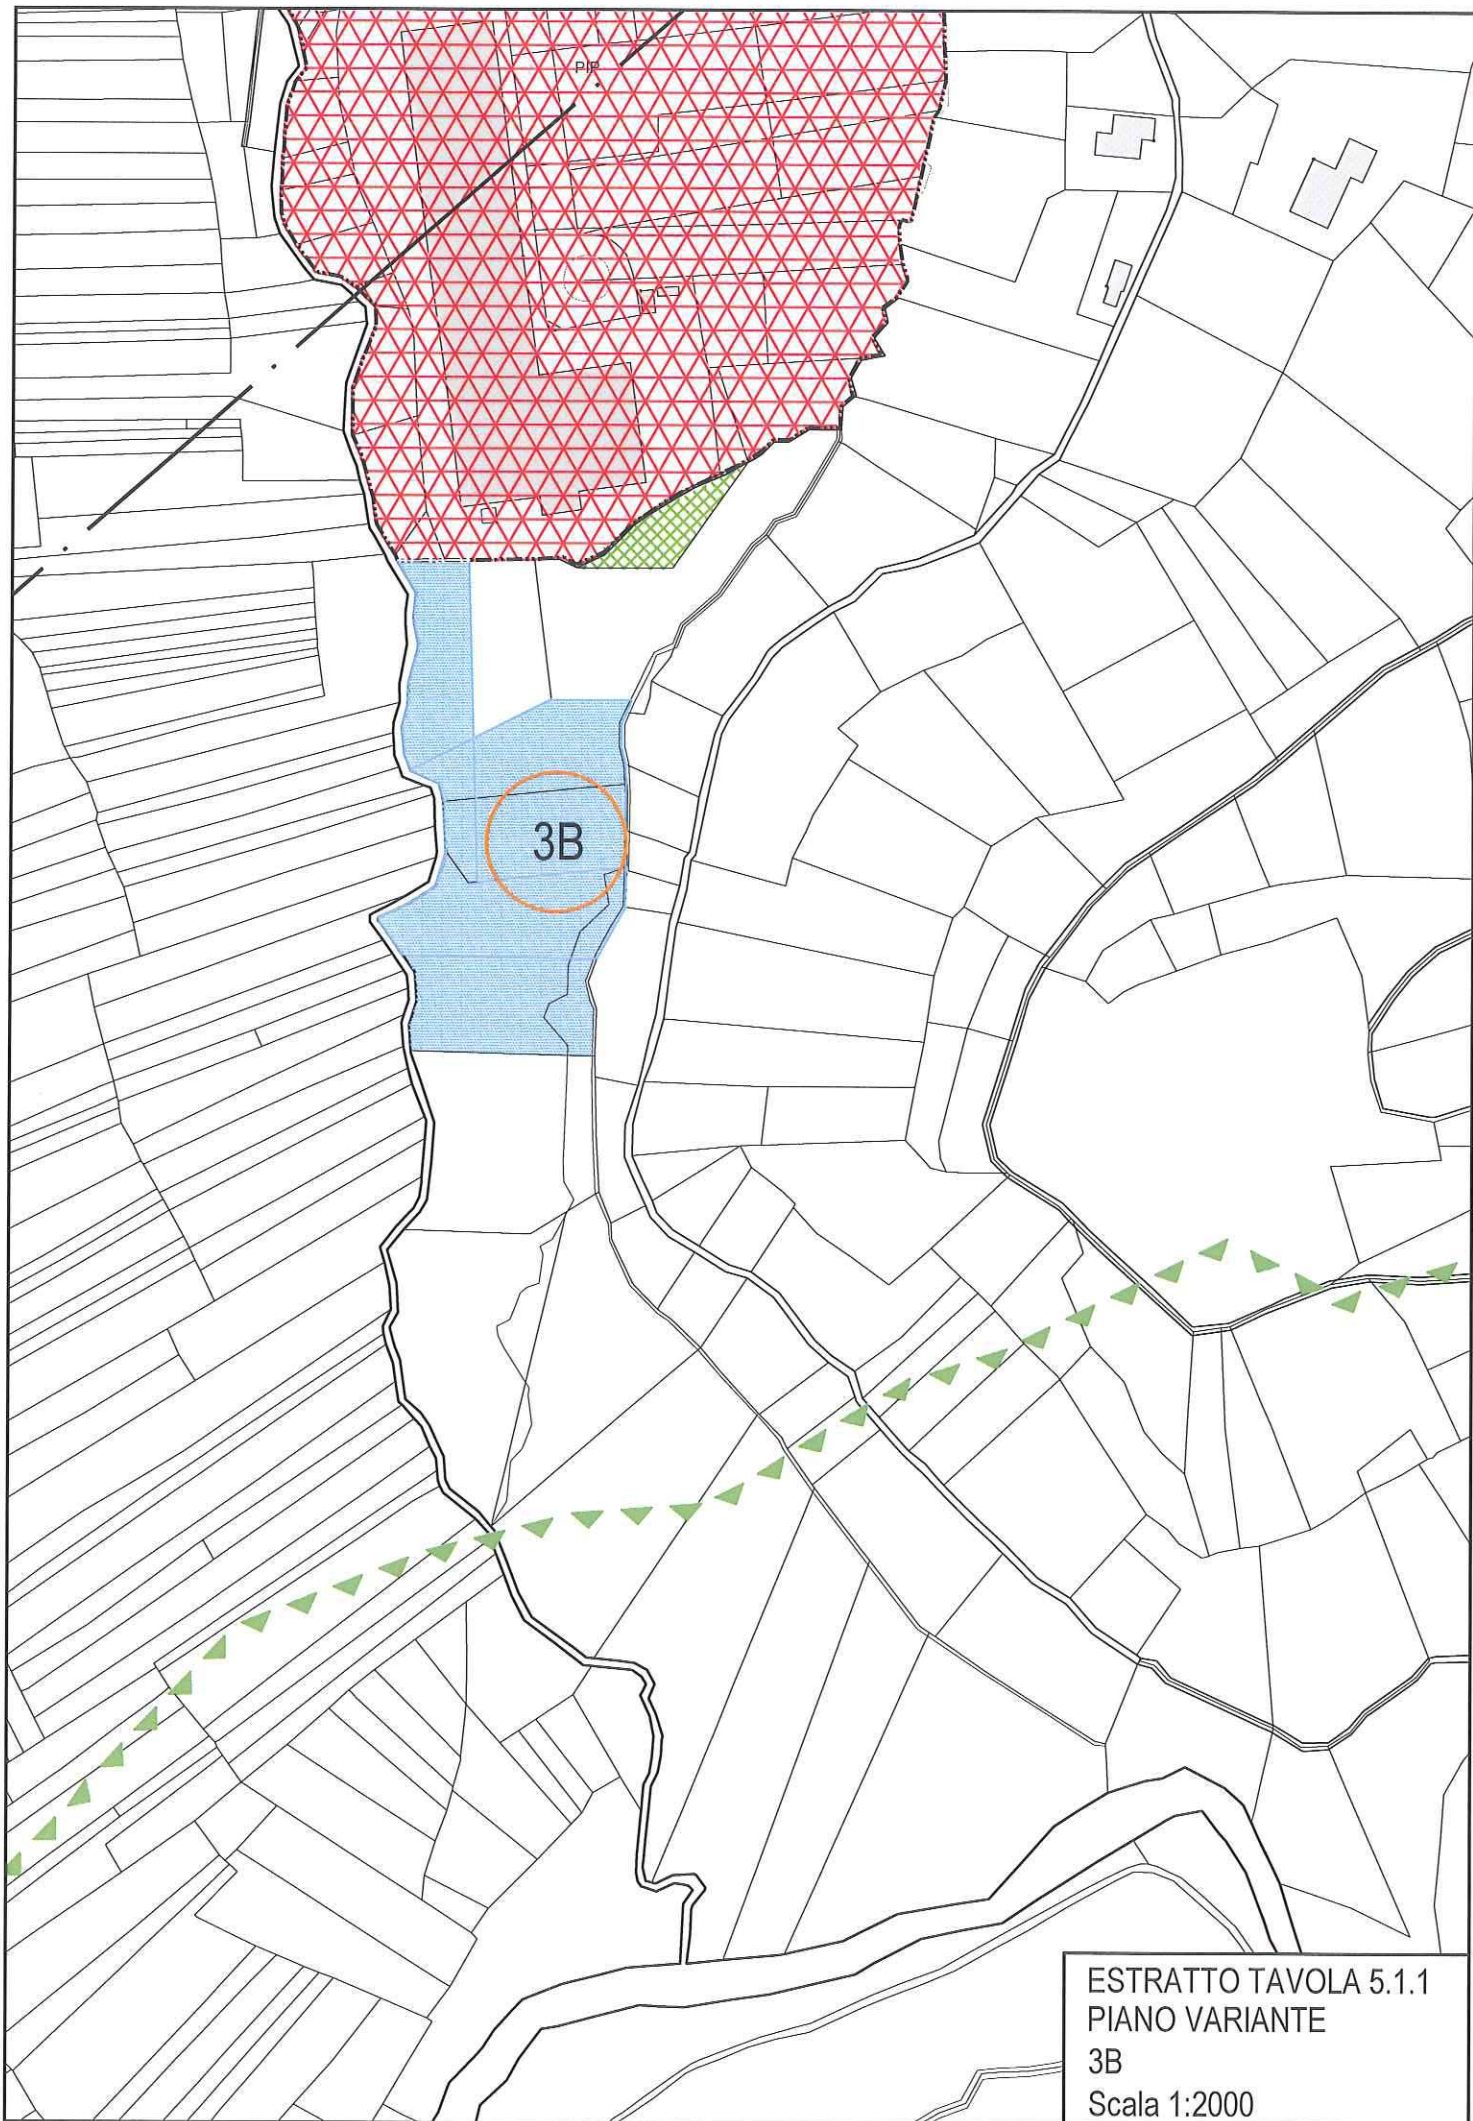 PIP
3B
ESTRATTO TAVOLA 5.1.1
PIANO VARIANTE
3B
Scala 1:2000